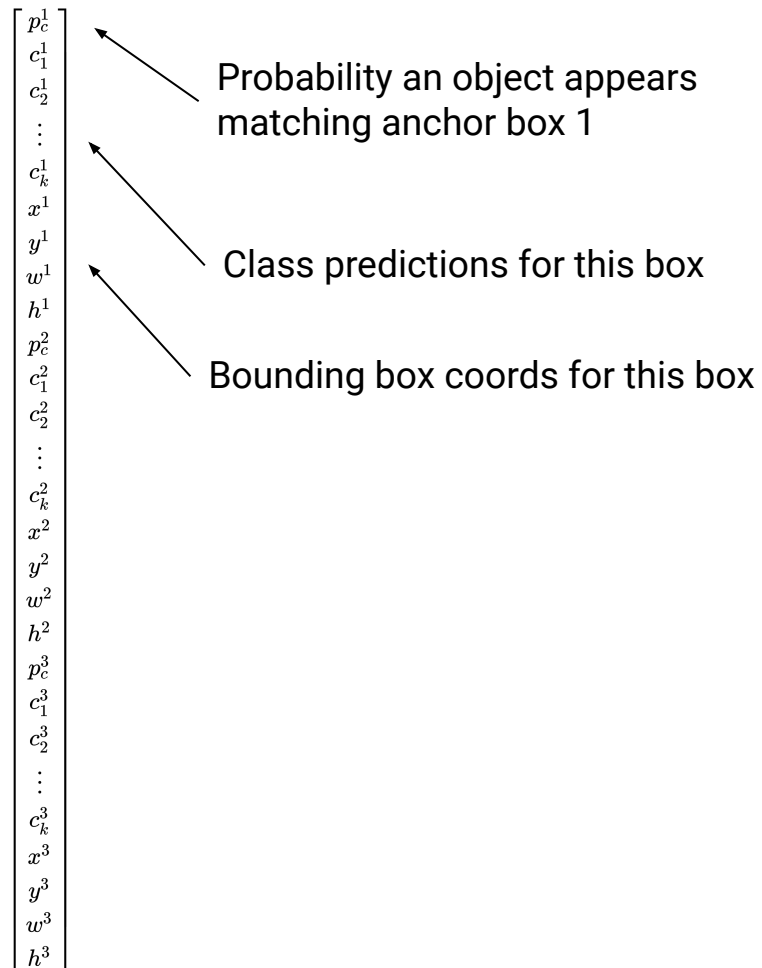 p_c^1
c_1^1
c_2^1
⋮
c_k^1
x^1
y^1
w^1
h^1
p_c^2
c_1^2
c_2^2
⋮
c_k^2
x^2
y^2
w^2
h^2
p_c^3
c_1^3
c_2^3
⋮
c_k^3
x^3
y^3
w^3
h^3
Probability an object appears
matching anchor box 1
Class predictions for this box
Bounding box coords for this box